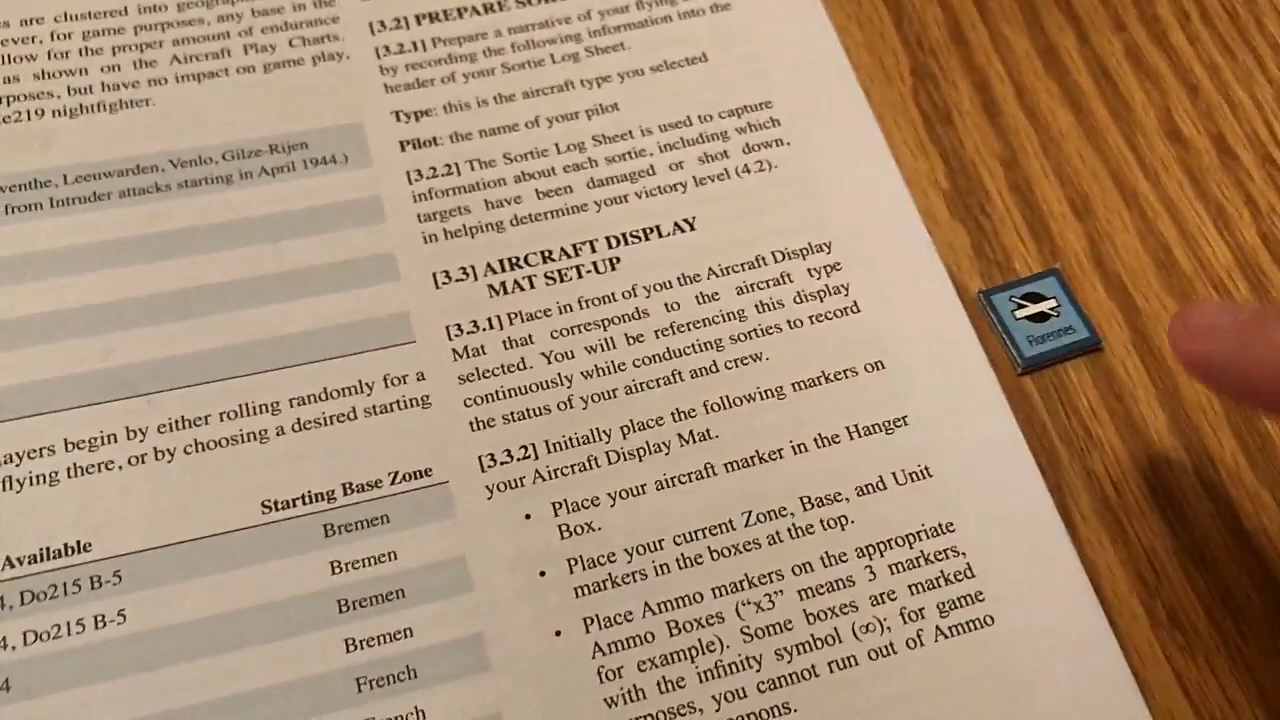 s are clustered into
ever, for game purposes, any base in the
llow for the proper amount of endurance
as shown on the Aircraft Play Charts,
rposes, but have no impact on game play,
e219 nightfighter.
venthe, Leeuwarden, Venlo, Gilze-Rijen
from Intruder attacks starting in April 1944.)
ayers begin by either rolling randomly for a
flying there, or by choosing a desired starting
Starting Base Zone
Available
Bremen
4, Do215 B-5
Bremen
4, Do215 B-5
Bremen
Bremen
4
French
[3.2] PREPARE
[3.2.1] Prepare a narrative of your flying
by recording the following information into the
header of your Sortie Log Sheet.
Type: this is the aircraft type you selected
Pilot: the name of your pilot
[3.2.2] The Sortie Log Sheet is used to capture
information about each sortie, including which
targets have been damaged or shot down,
in helping determine your victory level (4.2).
[3.3] AIRCRAFT DISPLAY
MAT SET-UP
[3.3.1] Place in front of you the Aircraft Display
Mat that corresponds to the aircraft type
selected. You will be referencing this display
continuously while conducting sorties to record
the status of your aircraft and crew.
[3.3.2] Initially place the following markers on
your Aircraft Display Mat.
• Place your aircraft marker in the Hanger
Box.
• Place your current Zone, Base, and Unit
markers in the boxes at the top.
• Place Ammo markers on the appropriate
Ammo Boxes (“x3” means 3 markers,
for example). Some boxes are marked
with the infinity symbol (∞); for game
rposes, you cannot run out of Ammo
apons.
Florennes